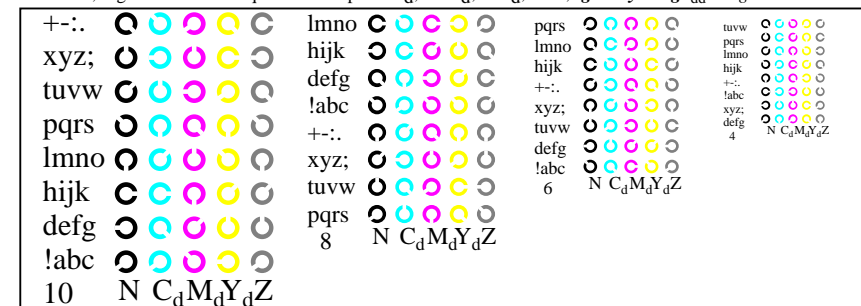 +-:.
xyz;
tuvw
pqrs
lmno
hijk
defg
!abc
10 N CdMdYdZ
lmno
hijk
defg
!abc
+-:.
xyz;
tuvw
pqrs
8 N CdMdYdZ
pqrs
lmno
hijk
+-:.
xyz;
tuvw
defg
!abc
6 N CdMdYdZ
tuvw
pqrs
lmno
hijk
+-:.
!abc
xyz;
defg
4 N CdMdYdZ